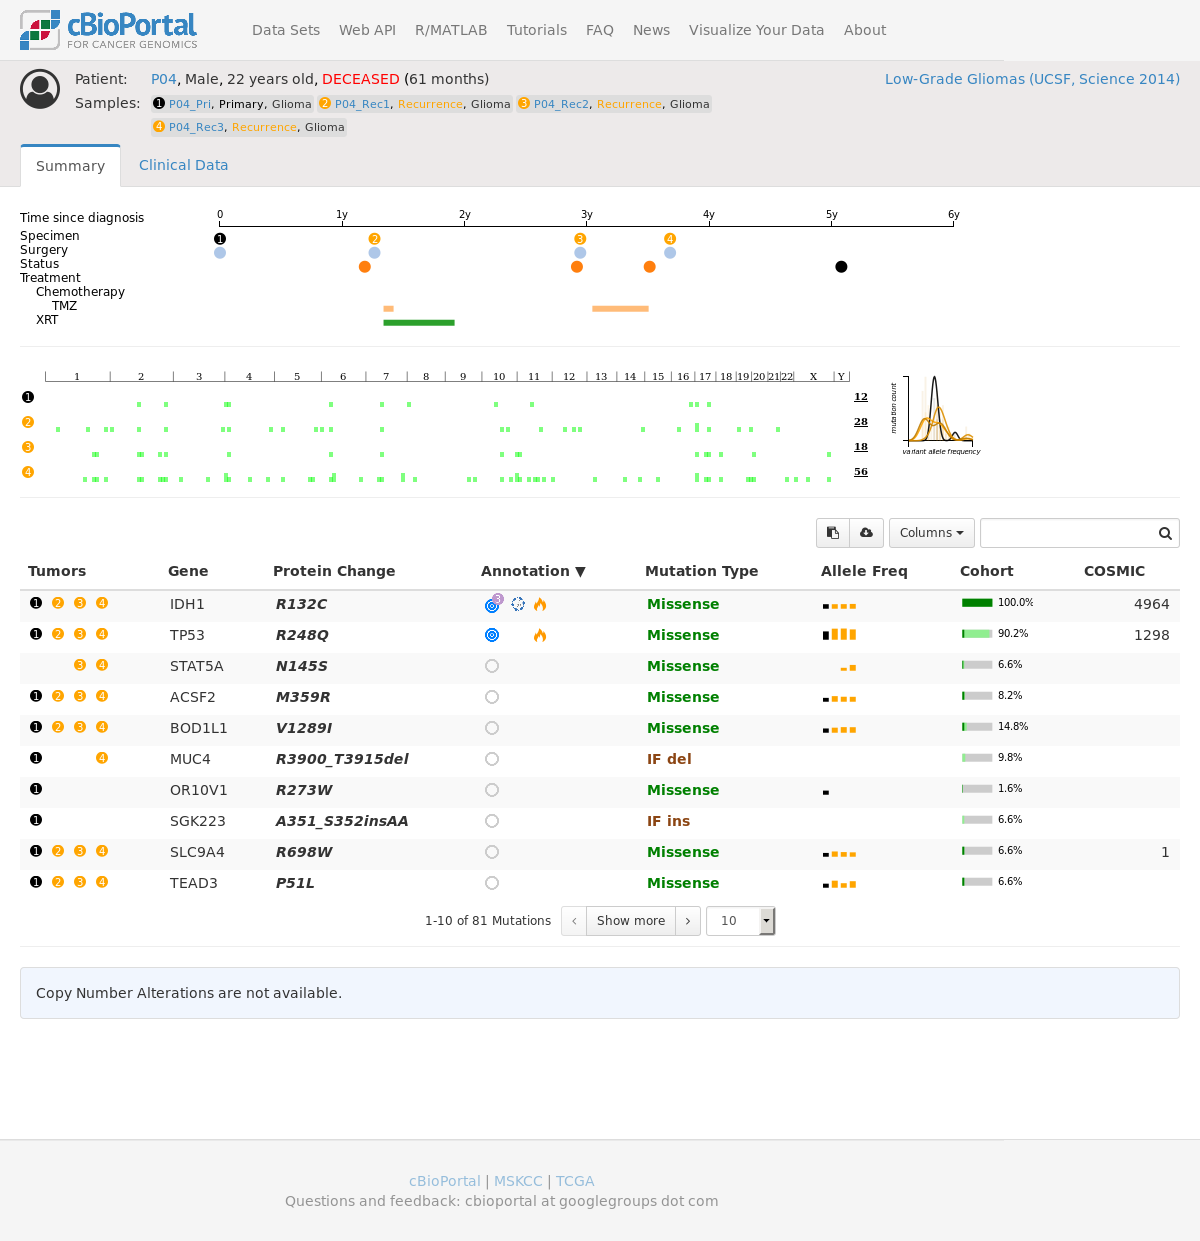 cBioPortal
FOR CANCER GENOMICS
Data Sets Web API R/MATLAB Tutorials FAQ News Visualize Your Data About
Patient: P04, Male, 22 years old, DECEASED (61 months) Low-Grade Gliomas (UCSF, Science 2014)
Samples: 1 P04_Pri, Primary, Glioma 2 P04_Rec1, Recurrence, Glioma 3 P04_Rec2, Recurrence, Glioma
4 P04_Rec3, Recurrence, Glioma
Summary Clinical Data
0 1y 2y 3y 4y 5y 6y
Time since diagnosis
Specimen 1 2 3 4
Surgery
Status
Treatment
Chemotherapy
TMZ
XRT
1 2 3 4 5 6 7 8 9 10 11 12 13 14 15 16 17 18 19 20 21 22 X Y
1 12
2 28
3 18
4 56
mutation count
variant allele frequency
Columns
Tumors Gene Protein Change Annotation ▼ Mutation Type Allele Freq Cohort COSMIC
1 2 3 4 IDH1 R132C 3 Missense 100.0% 4964
1 2 3 4 TP53 R248Q Missense 90.2% 1298
3 4 STAT5A N145S Missense 6.6%
1 2 3 4 ACSF2 M359R Missense 8.2%
1 2 3 4 BOD1L1 V1289I Missense 14.8%
1 4 MUC4 R3900_T3915del IF del 9.8%
1 OR10V1 R273W Missense 1.6%
1 SGK223 A351_S352insAA IF ins 6.6%
1 2 3 4 SLC9A4 R698W Missense 6.6% 1
1 2 3 4 TEAD3 P51L Missense 6.6%
1-10 of 81 Mutations ‹ Show more › 10
Copy Number Alterations are not available.
cBioPortal | MSKCC | TCGA
Questions and feedback: cbioportal at googlegroups dot com